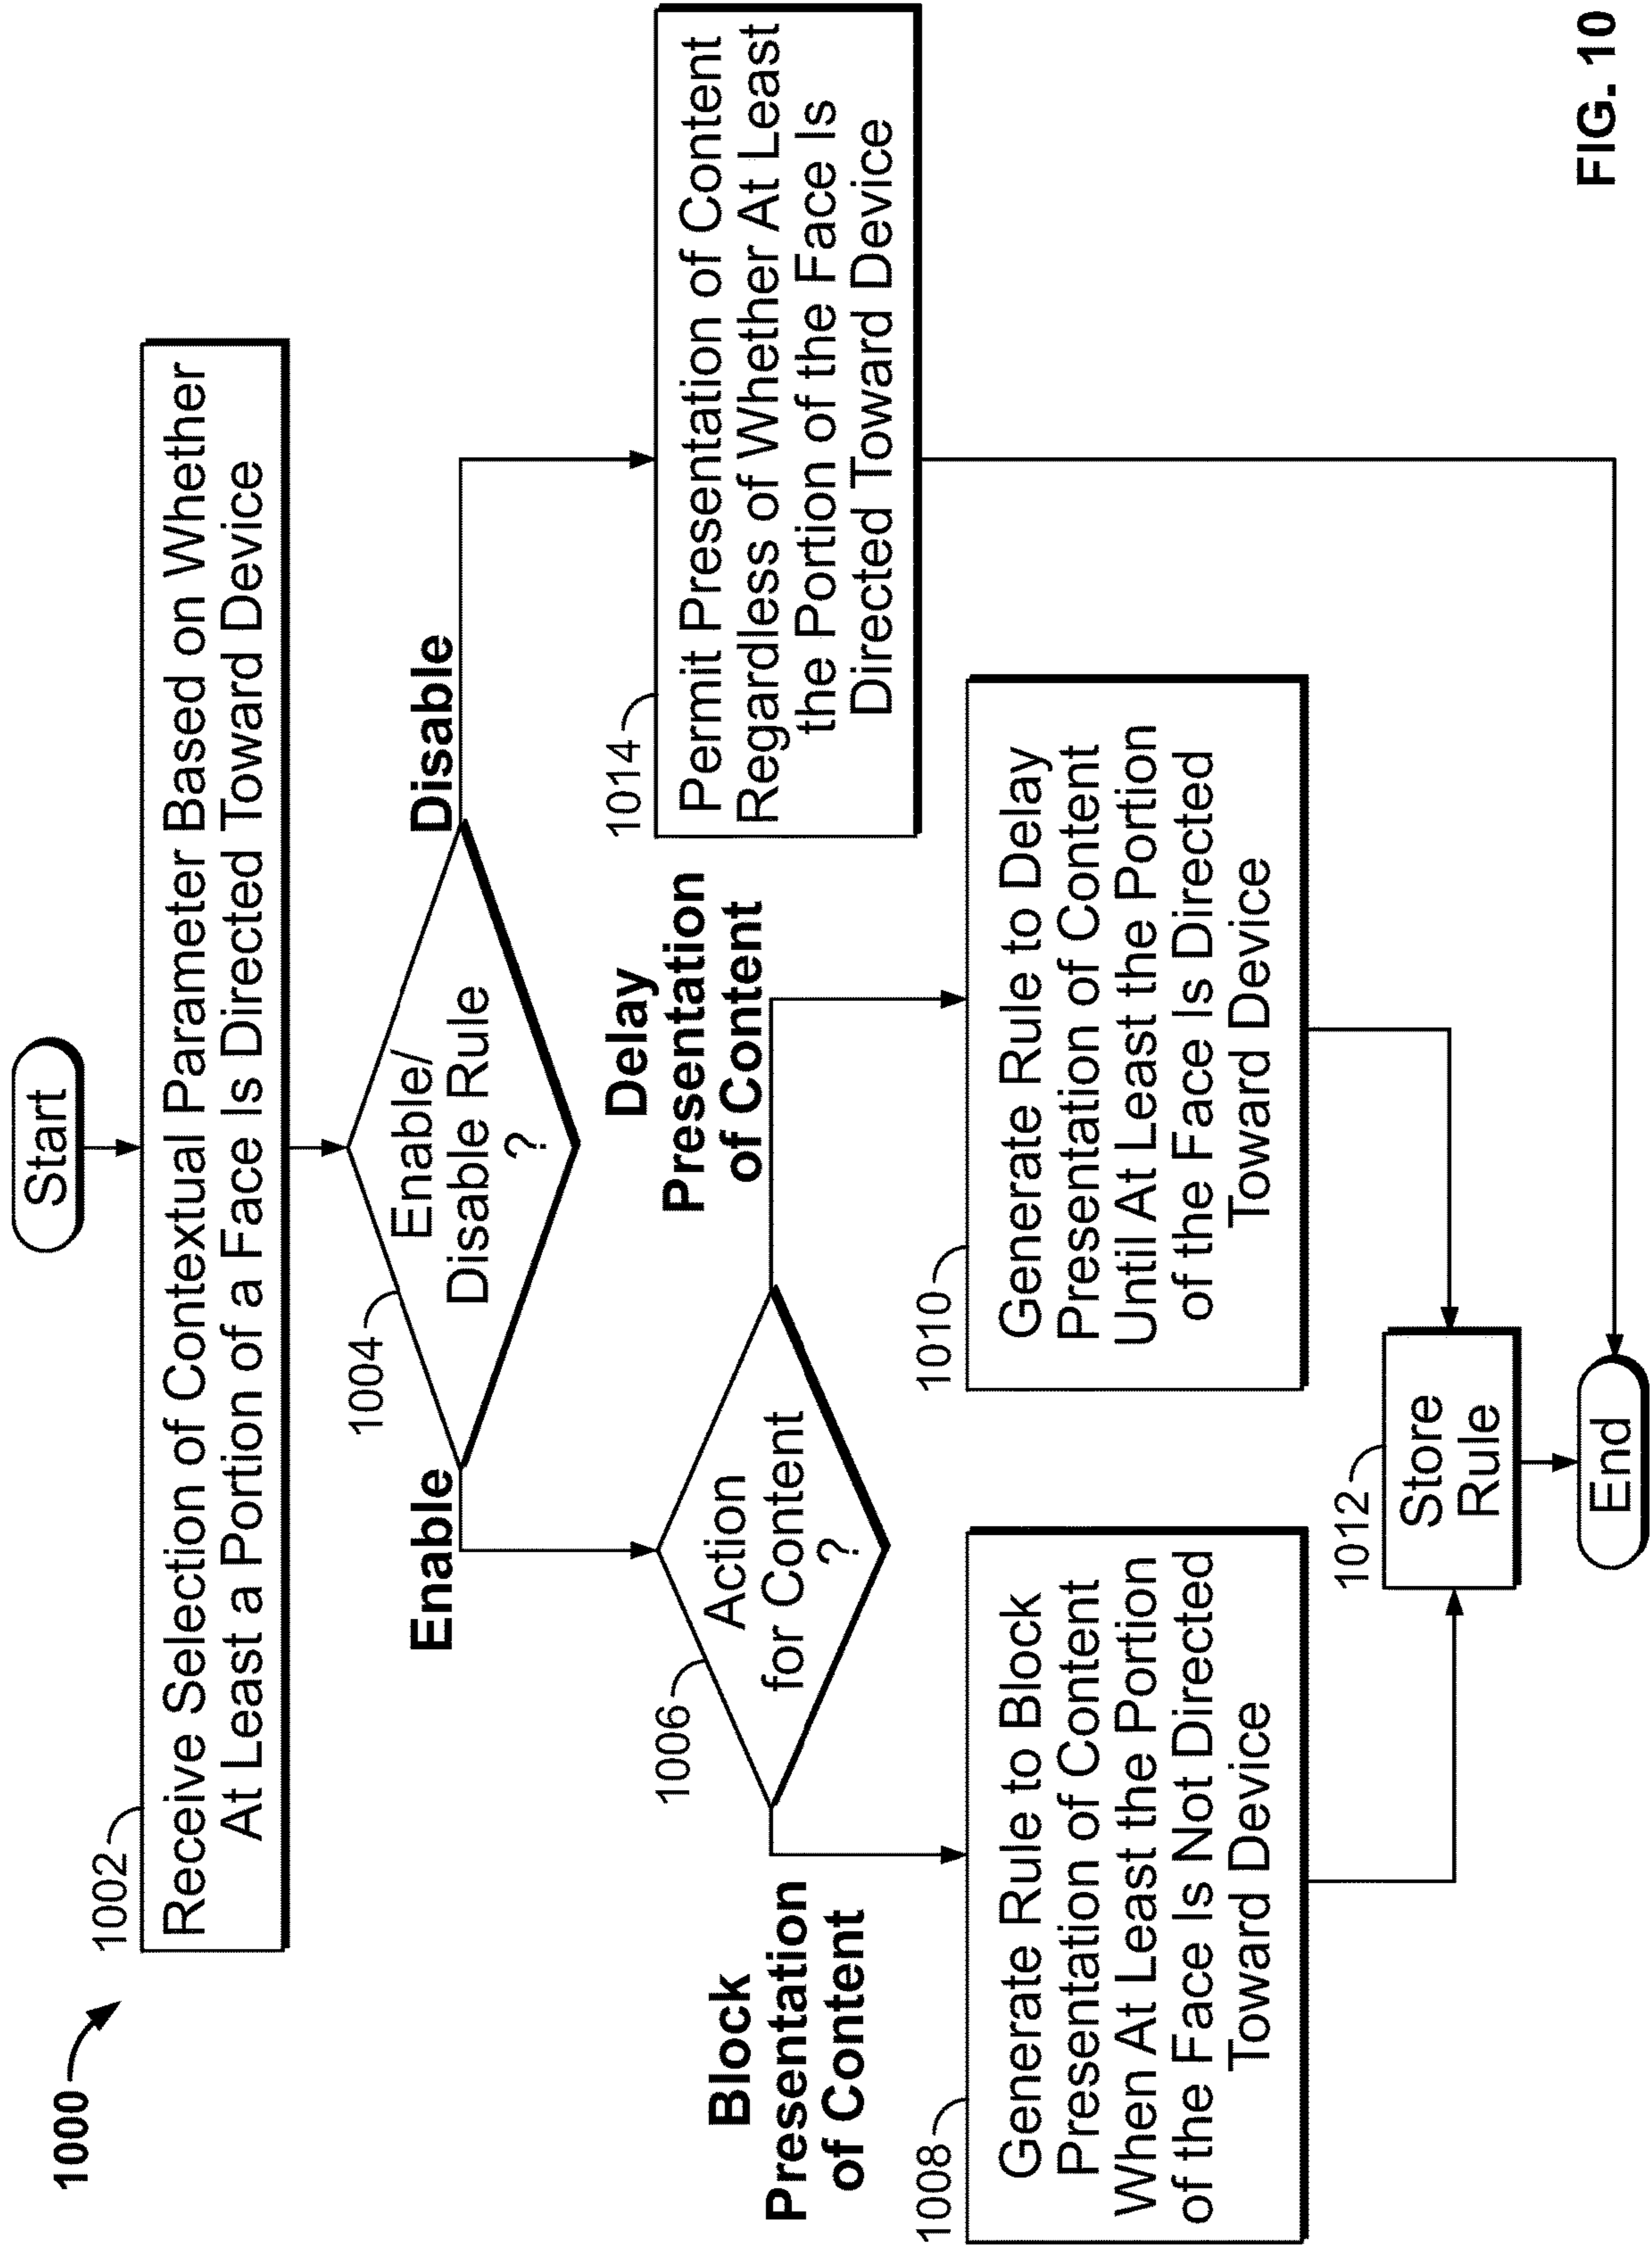 1000
Start
1002
Receive Selection of Contextual Parameter Based on Whether
At Least a Portion of a Face Is Directed Toward Device
1004
Enable/
Disable Rule
?
Enable
Disable
1006
Action
for Content
?
Block
Presentation
of Content
Delay
Presentation
of Content
1014
Permit Presentation of Content
Regardless of Whether At Least
the Portion of the Face Is
Directed Toward Device
1008
Generate Rule to Block
Presentation of Content
When At Least the Portion
of the Face Is Not Directed
Toward Device
1010
Generate Rule to Delay
Presentation of Content
Until At Least the Portion
of the Face Is Directed
Toward Device
1012
Store
Rule
End
FIG. 10